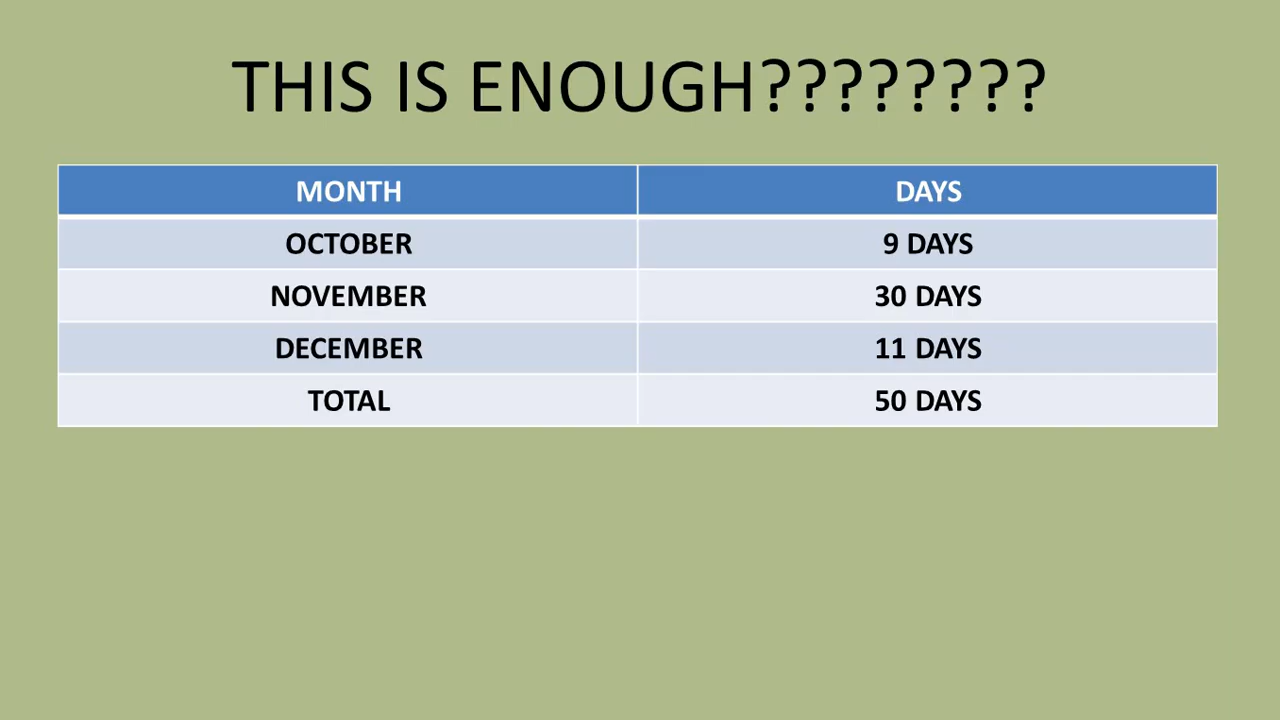 THIS IS ENOUGH????????
MONTH DAYS
OCTOBER 9 DAYS
NOVEMBER 30 DAYS
DECEMBER 11 DAYS
TOTAL 50 DAYS